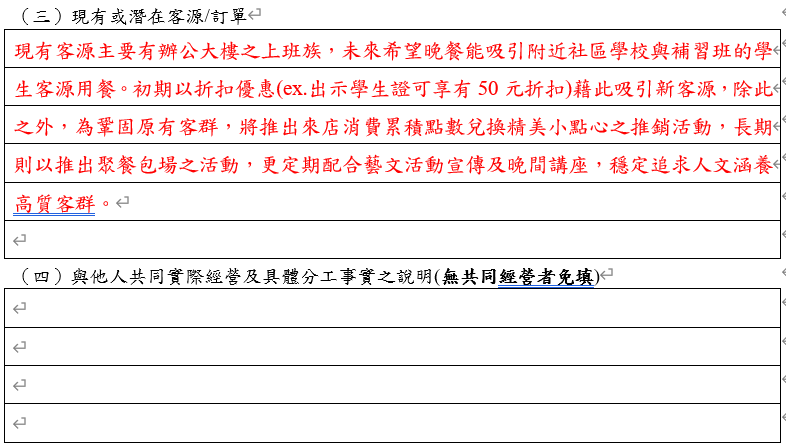 （三）現有或潛在客源/訂單
現有客源主要有辦公大樓之上班族，未來希望晚餐能吸引附近社區學校與補習班的學
生客源用餐。初期以折扣優惠(ex.出示學生證可享有 50 元折扣)藉此吸引新客源，除此
之外，為鞏固原有客群，將推出來店消費累積點數兌換精美小點心之推銷活動，長期
則以推出聚餐包場之活動，更定期配合藝文活動宣傳及晚間講座，穩定追求人文涵養
高質客群。
（四）與他人共同實際經營及具體分工事實之說明(無共同經營者免填)